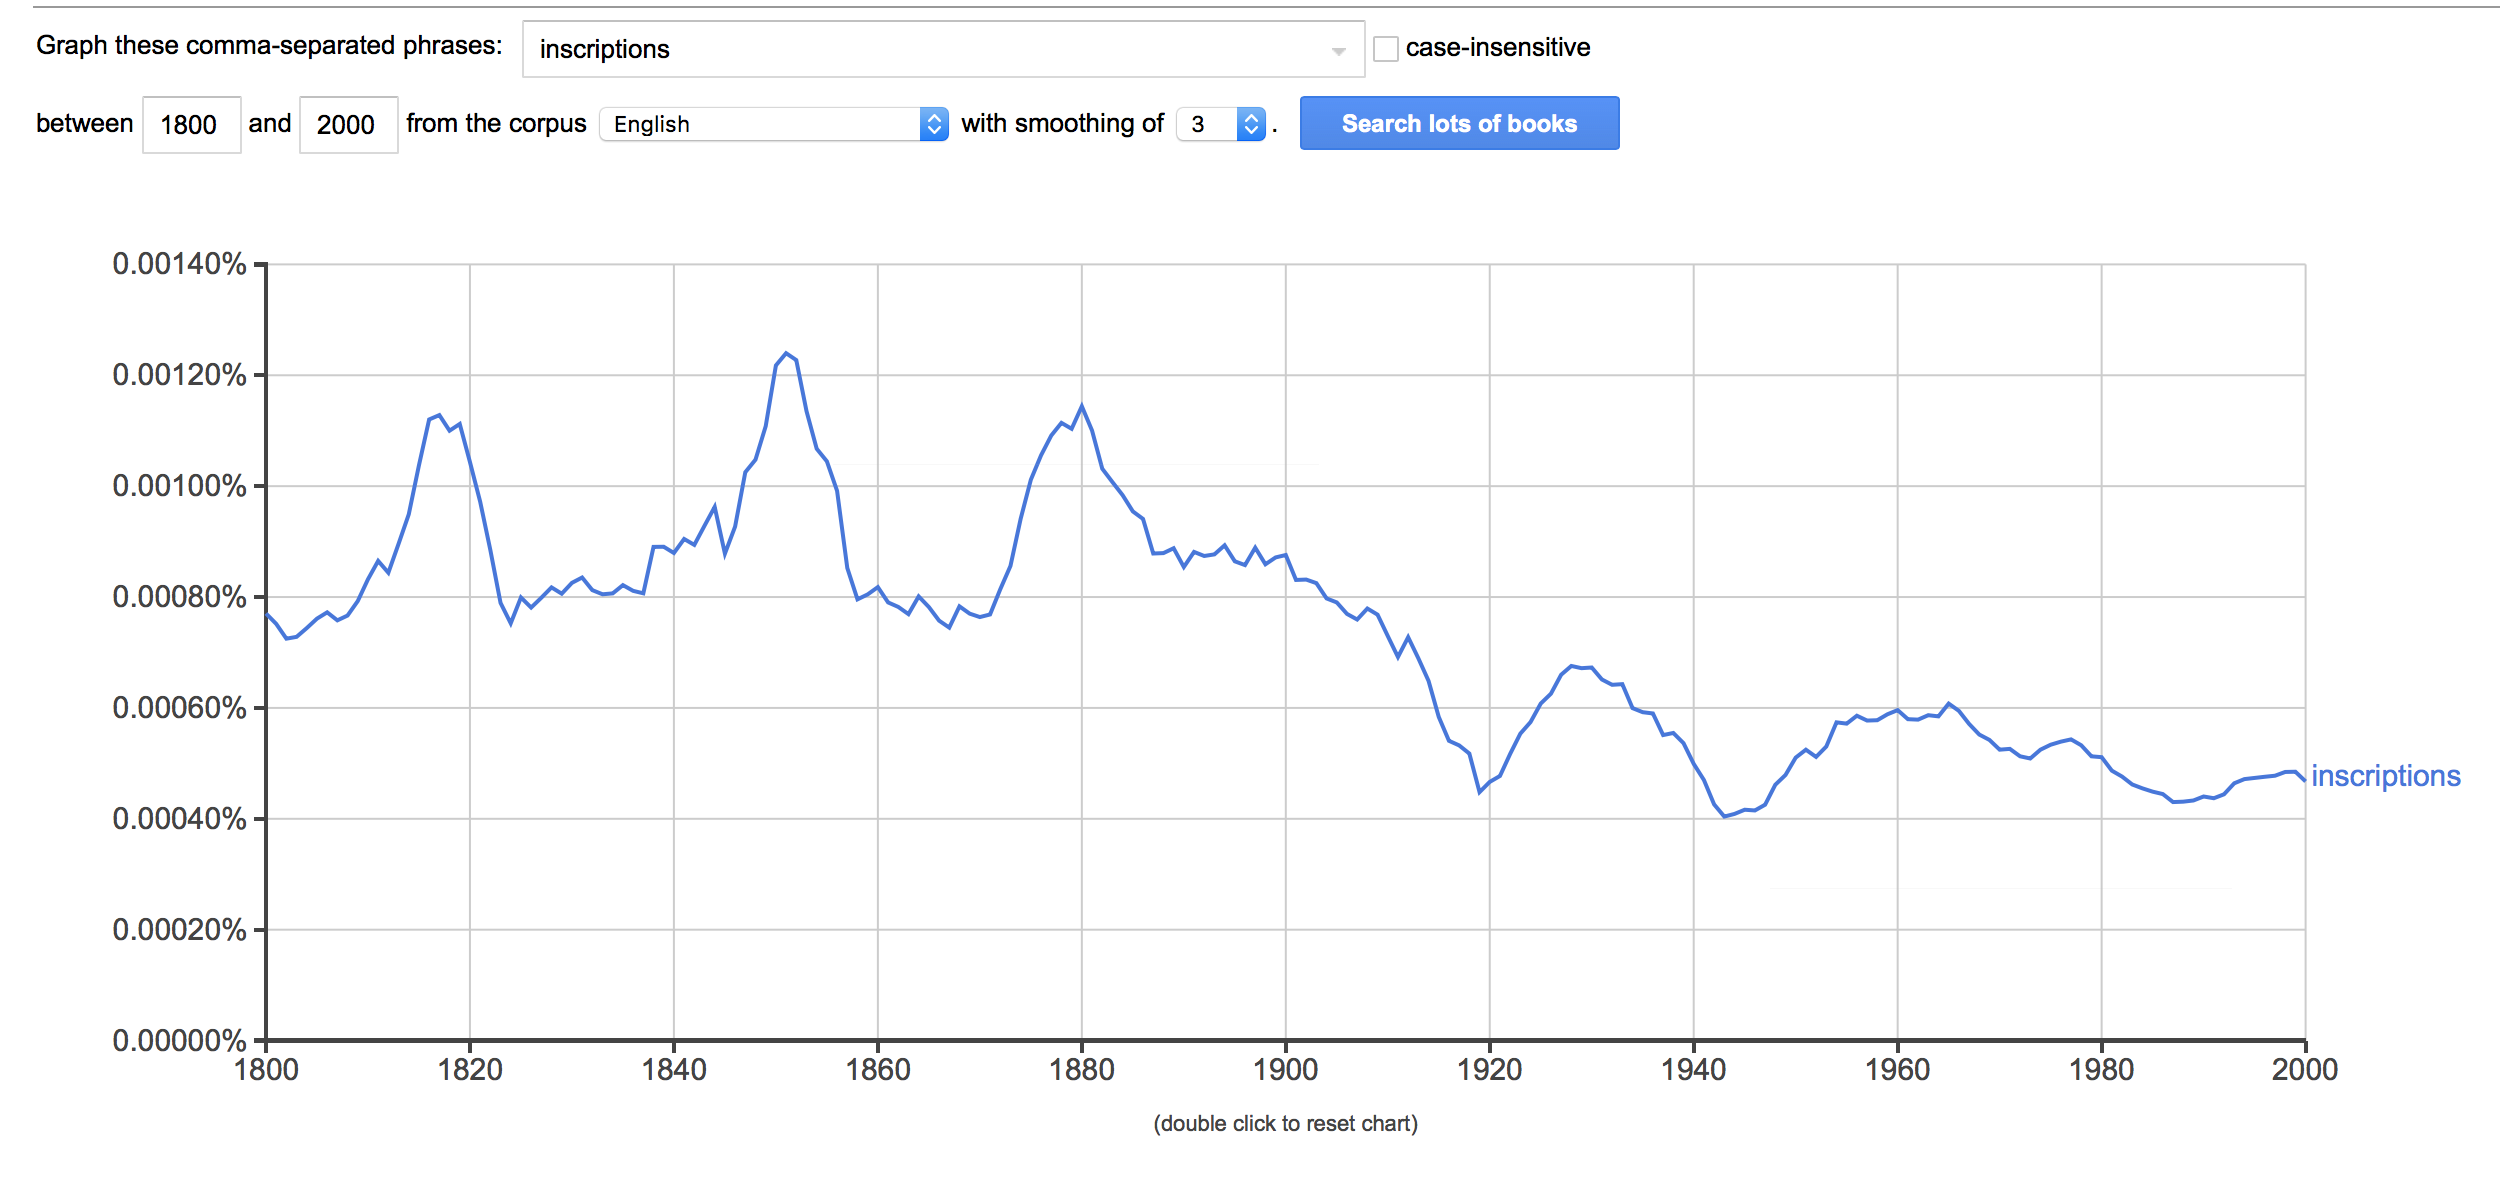 Graph these comma-separated phrases: inscriptions case-insensitive
between 1800 and 2000 from the corpus English with smoothing of 3 . Search lots of books
0.00140%
0.00120%
0.00100%
0.00080%
0.00060%
inscriptions
0.00040%
0.00020%
0.00000%
1800 1820 1840 1860 1880 1900 1920 1940 1960 1980 2000
(double click to reset chart)